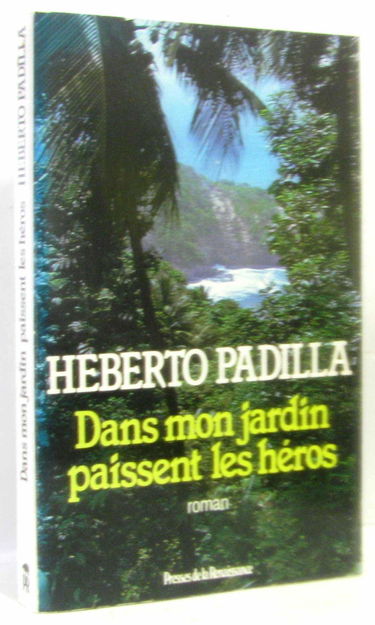 HEBERTO PADILLA
Dans mon jardin
paissent les héros
roman
Presses de la Renaissance
Dans mon jardin paissent les héros HEBERTO PADILLA